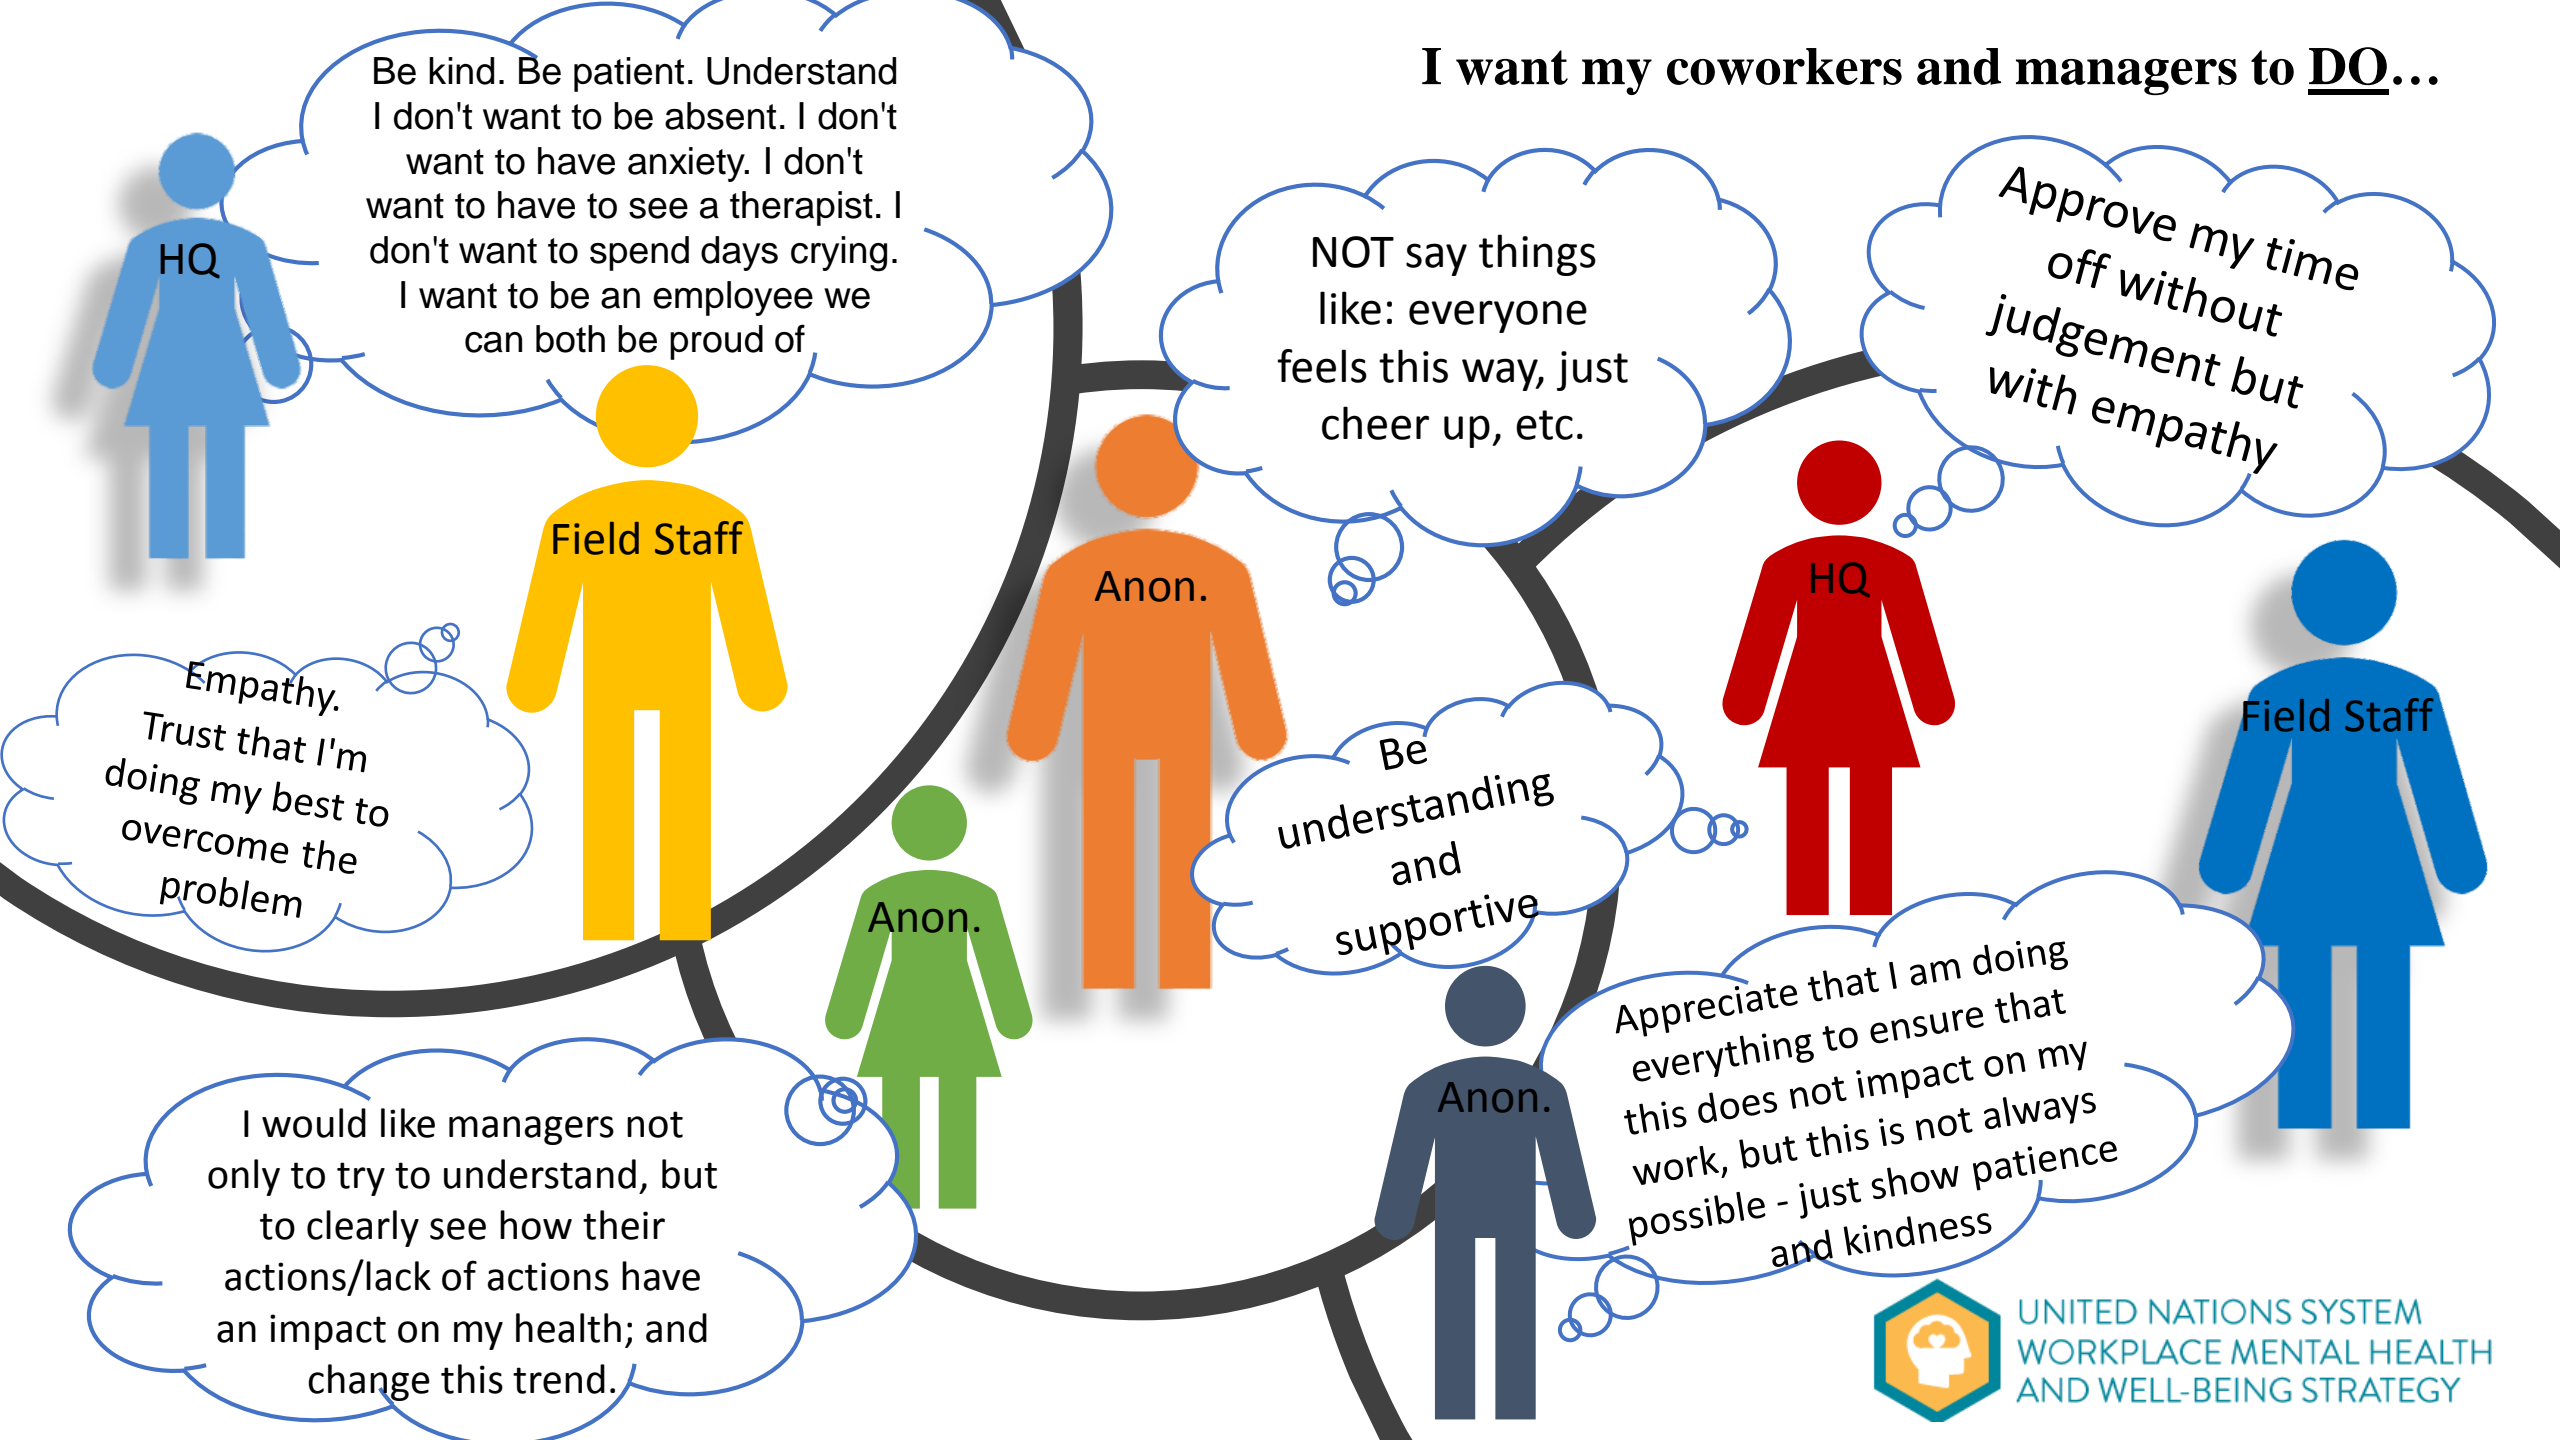 I want my coworkers and managers to DO…
Be kind. Be patient. Understand
I don't want to be absent. I don't
want to have anxiety. I don't
want to have to see a therapist. I
don't want to spend days crying.
I want to be an employee we
can both be proud of
HQ
NOT say things
like: everyone
feels this way, just
cheer up, etc.
Approve my time
off without
judgement but
with empathy
Field Staff
Anon.
HQ
Field Staff
Empathy.
Trust that I'm
doing my best to
overcome the
problem
Be
understanding
and
supportive
Anon.
Anon.
Appreciate that I am doing
everything to ensure that
this does not impact on my
work, but this is not always
possible - just show patience
and kindness
I would like managers not
only to try to understand, but
to clearly see how their
actions/lack of actions have
an impact on my health; and
change this trend.
UNITED NATIONS SYSTEM
WORKPLACE MENTAL HEALTH
AND WELL-BEING STRATEGY